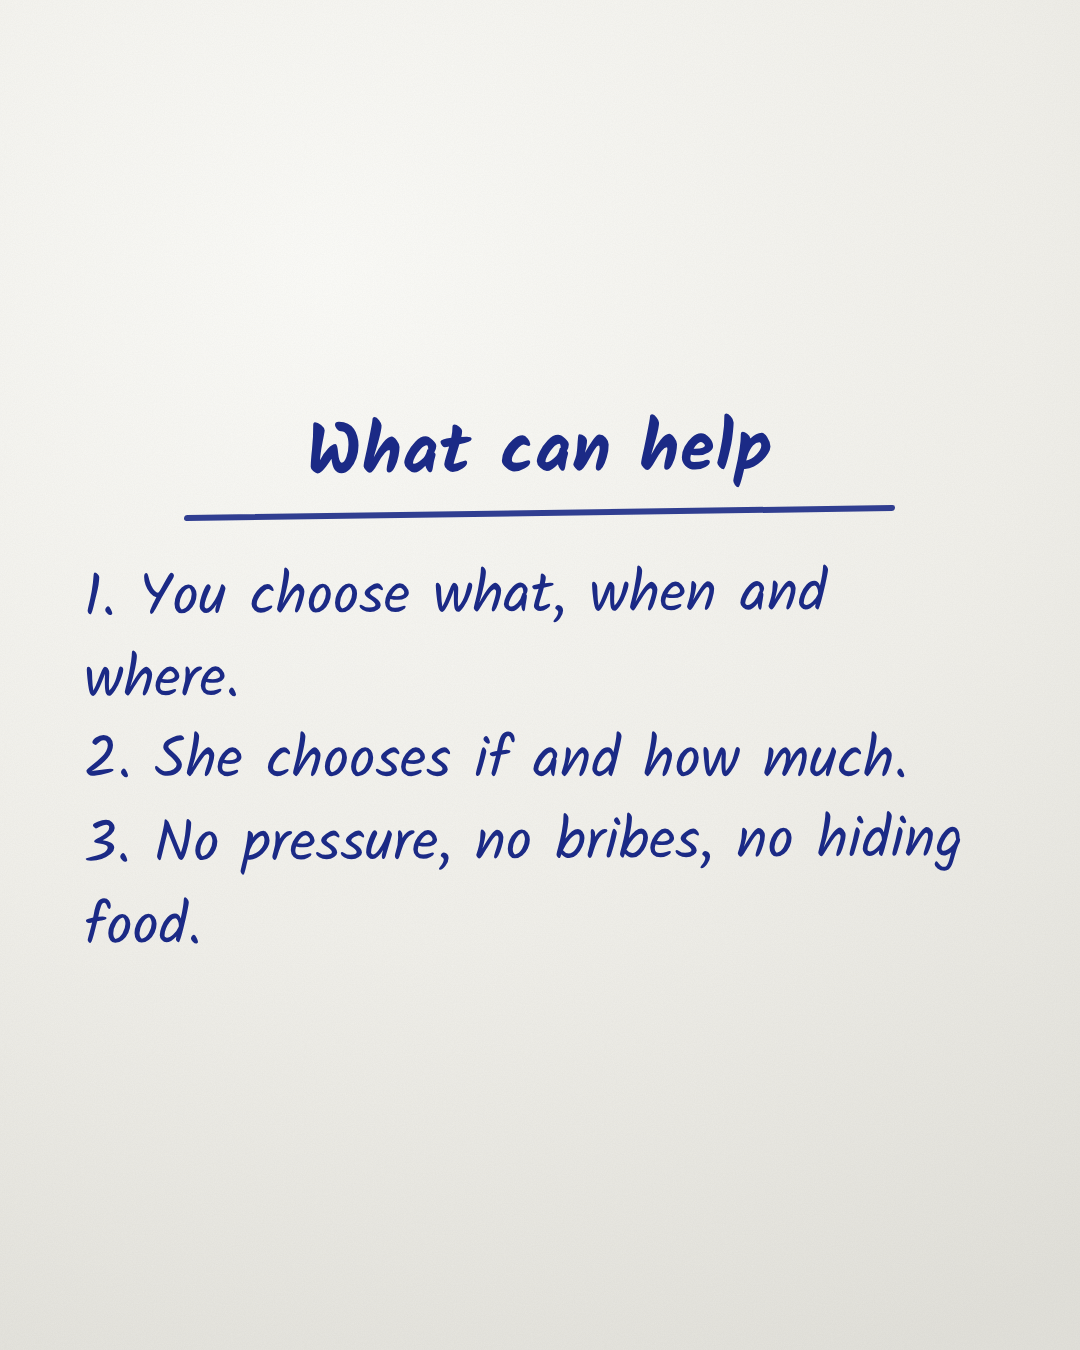 What can help
1. You choose what, when and
where.
2. She chooses if and how much.
3. No pressure, no bribes, no hiding
food.